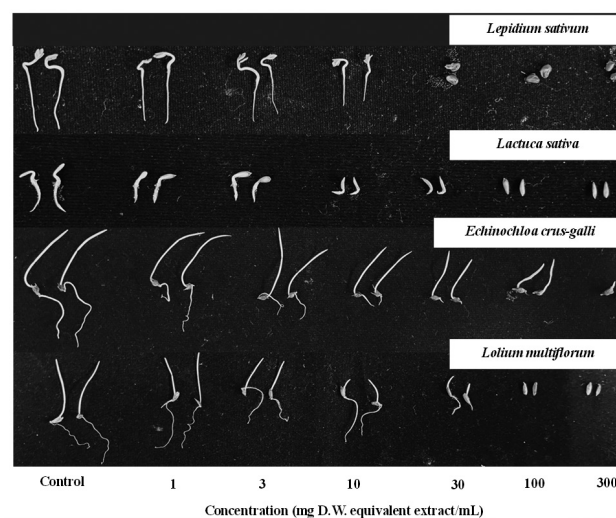 Lepidium sativum
Lactuca sativa
Echinochloa crus-galli
Lolium multiflorum
Control 1 3 10 30 100 300
Concentration (mg D.W. equivalent extract/mL)